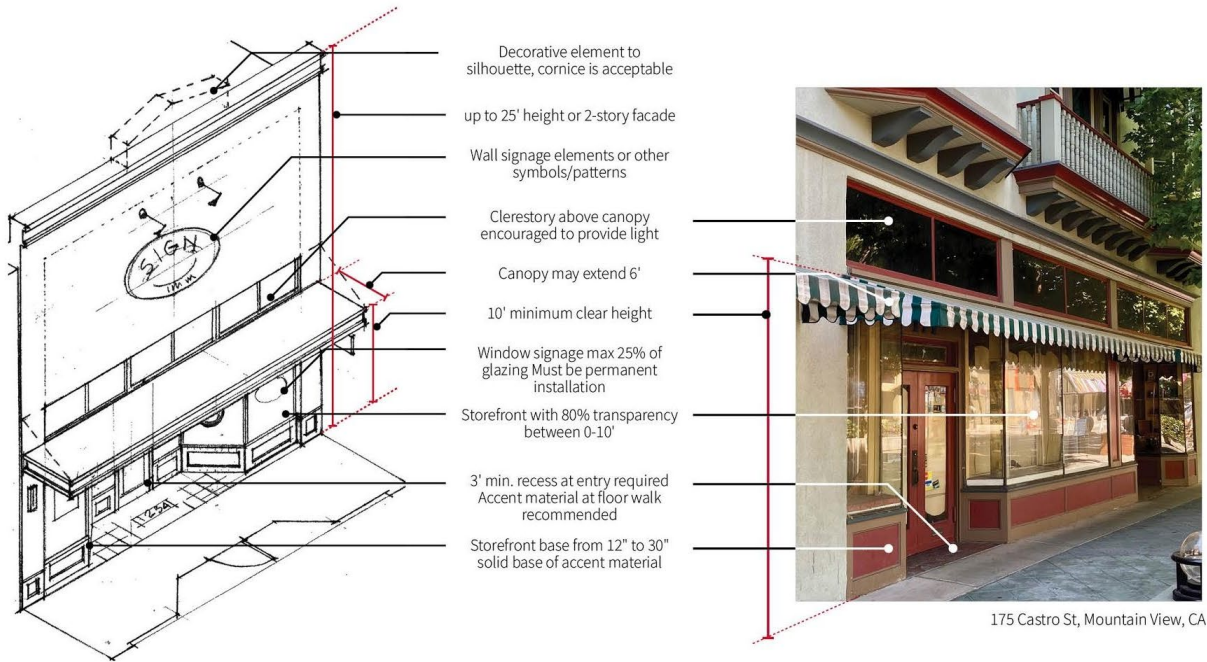 Decorative element to
silhouette, cornice is acceptable
up to 25' height or 2-story facade
Wall signage elements or other
symbols/patterns
Clerestory above canopy
encouraged to provide light
Canopy may extend 6'
10' minimum clear height
Window signage max 25% of
glazing Must be permanent
installation
Storefront with 80% transparency
between 0-10'
3' min. recess at entry required
Accent material at floor walk
recommended
Storefront base from 12" to 30"
solid base of accent material
SIGN
234
175 Castro St, Mountain View, CA